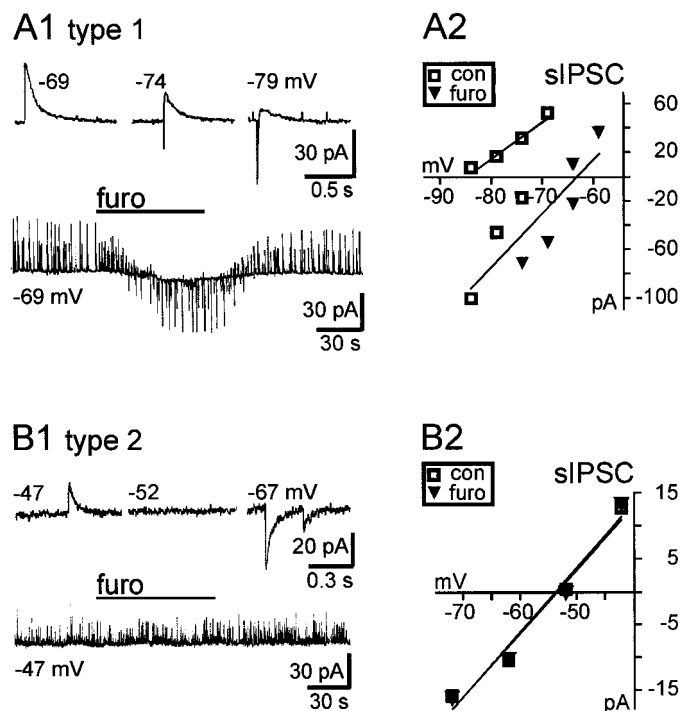 A1 type 1
-69
-74
-79 mV
30 pA
0.5 s
furo
-69 mV
30 pA
30 s
A2
con
furo
sIPSC
60
20
mV
-90
-80
-70
-60
-20
-60
-100
pA
B1 type 2
-47
-52
-67 mV
20 pA
0.3 s
furo
-47 mV
30 pA
30 s
B2
con
furo
sIPSC
15
5
mV
-70
-60
-50
-5
-15
pA